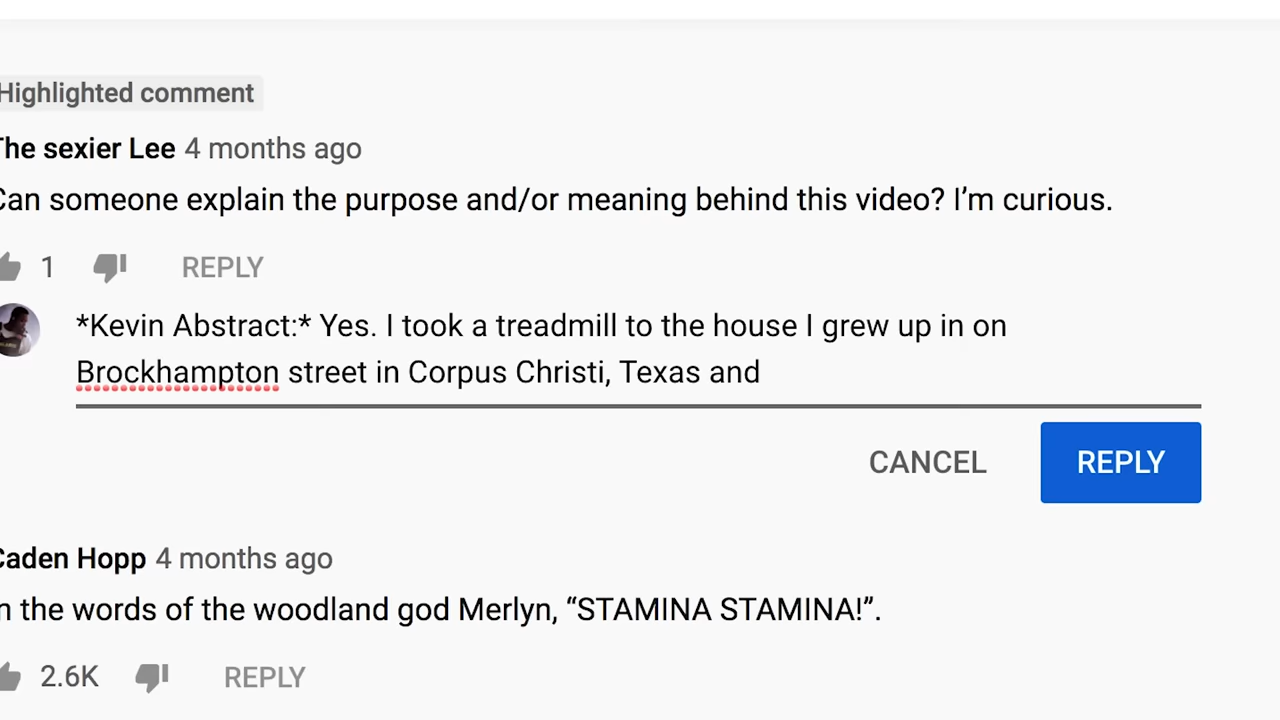 Highlighted comment
The sexier Lee 4 months ago
Can someone explain the purpose and/or meaning behind this video? I’m curious.
1 REPLY
*Kevin Abstract:* Yes. I took a treadmill to the house I grew up in on
Brockhampton street in Corpus Christi, Texas and
CANCEL REPLY
Caden Hopp 4 months ago
In the words of the woodland god Merlyn, “STAMINA STAMINA!”.
2.6K REPLY